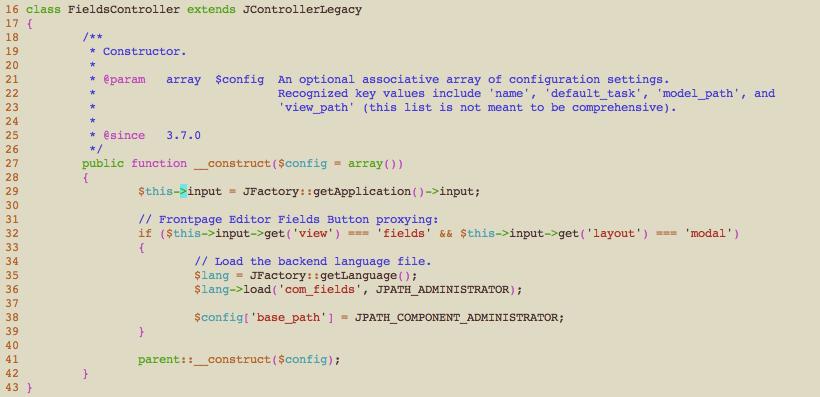 16 class FieldsController extends JControllerLegacy
17 {
18         /**
19          * Constructor.
20          *
21          * @param   array  $config  An optional associative array of configuration settings.
22          *                          Recognized key values include 'name', 'default_task', 'model_path', and
23          *                          'view_path' (this list is not meant to be comprehensive).
24          *
25          * @since   3.7.0
26          */
27         public function __construct($config = array())
28         {
29                 $this->input = JFactory::getApplication()->input;
30
31                 // Frontpage Editor Fields Button proxying:
32                 if ($this->input->get('view') === 'fields' && $this->input->get('layout') === 'modal')
33                 {
34                         // Load the backend language file.
35                         $lang = JFactory::getLanguage();
36                         $lang->load('com_fields', JPATH_ADMINISTRATOR);
37
38                         $config['base_path'] = JPATH_COMPONENT_ADMINISTRATOR;
39                 }
40
41                 parent::__construct($config);
42         }
43 }